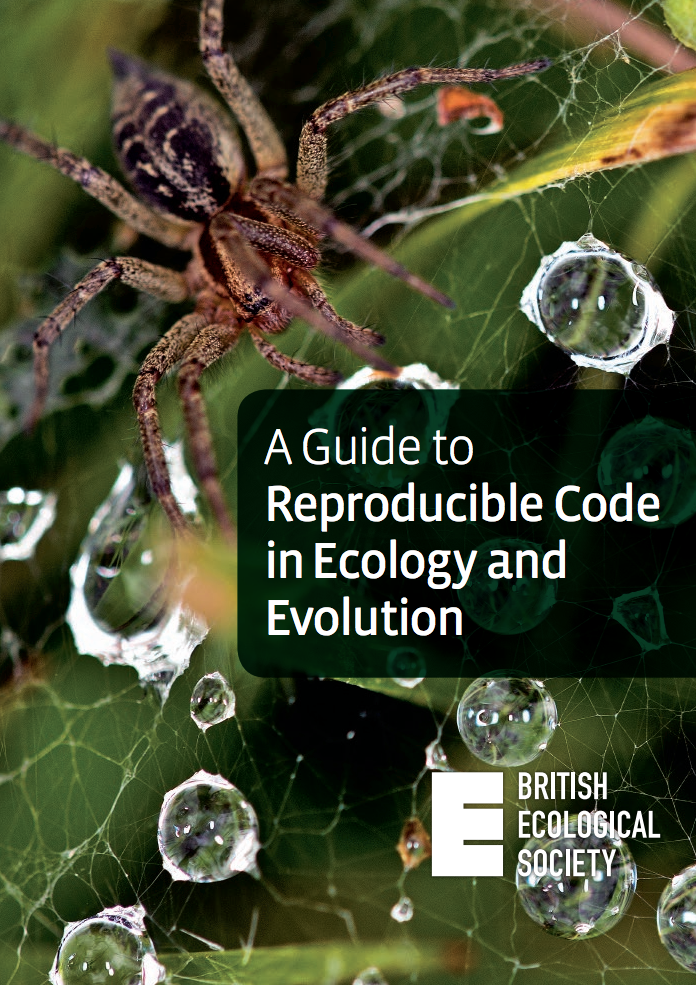 A Guide to
Reproducible Code
in Ecology and
Evolution
BRITISH
ECOLOGICAL
SOCIETY